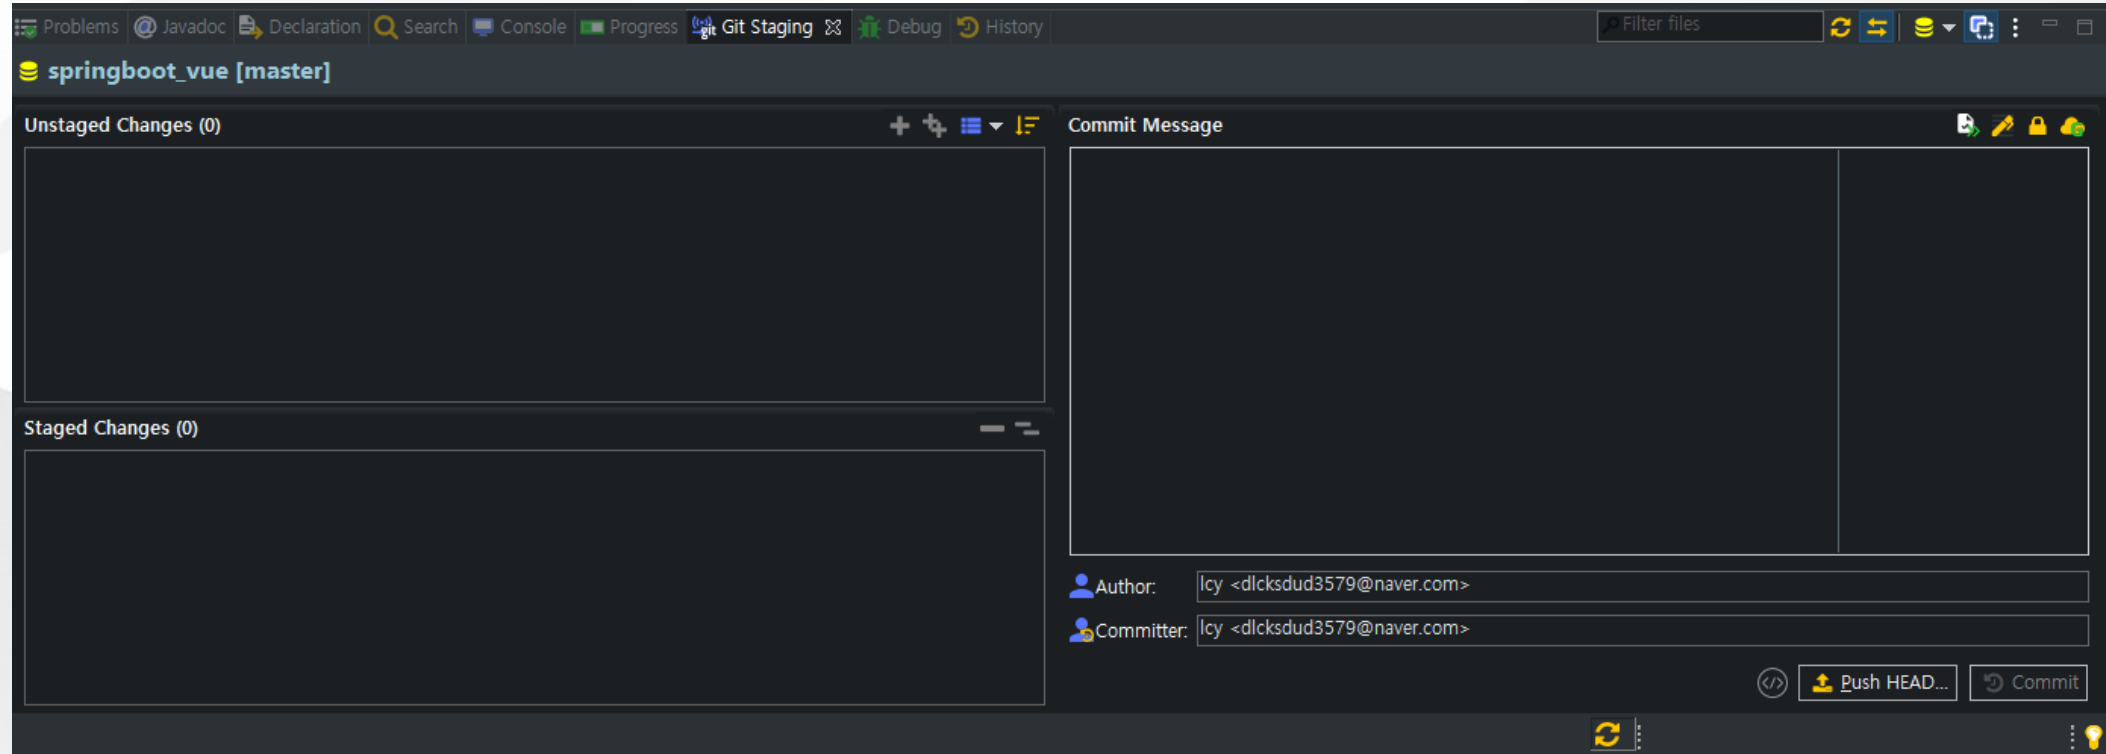 Problems @ Javadoc Declaration Search Console Progress Git Staging Debug History Filter files
springboot_vue [master]
Unstaged Changes (0)
Staged Changes (0)
Commit Message
Author: lcy <dlcksdud3579@naver.com>
Committer: lcy <dlcksdud3579@naver.com>
Push HEAD... Commit